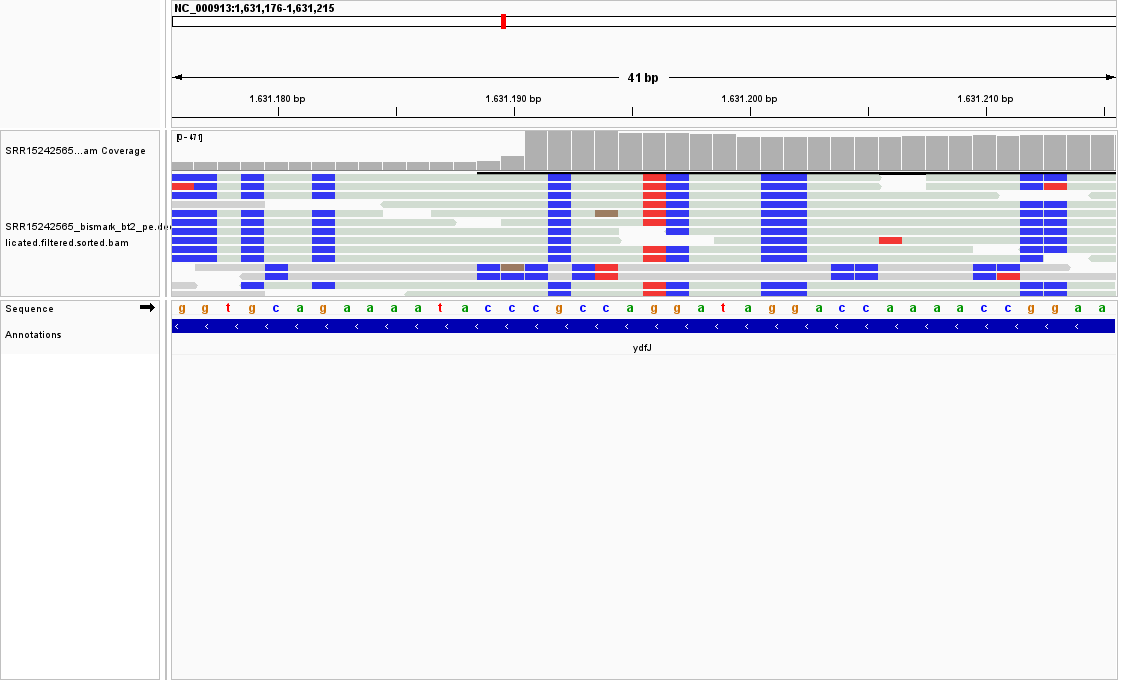 NC_000913:1,631,176-1,631,215
41 bp
1.631.180 bp 1.631.190 bp 1.631.200 bp 1.631.210 bp
[0 - 471]
SRR15242565...am Coverage
SRR15242565_bismark_bt2_pe.de
licated.filtered.sorted.bam
Sequence g g t g c a g a a a a t a c c c g c c a g g a t a g g a c c a a a a c c g g a a
Annotations
ydfJ